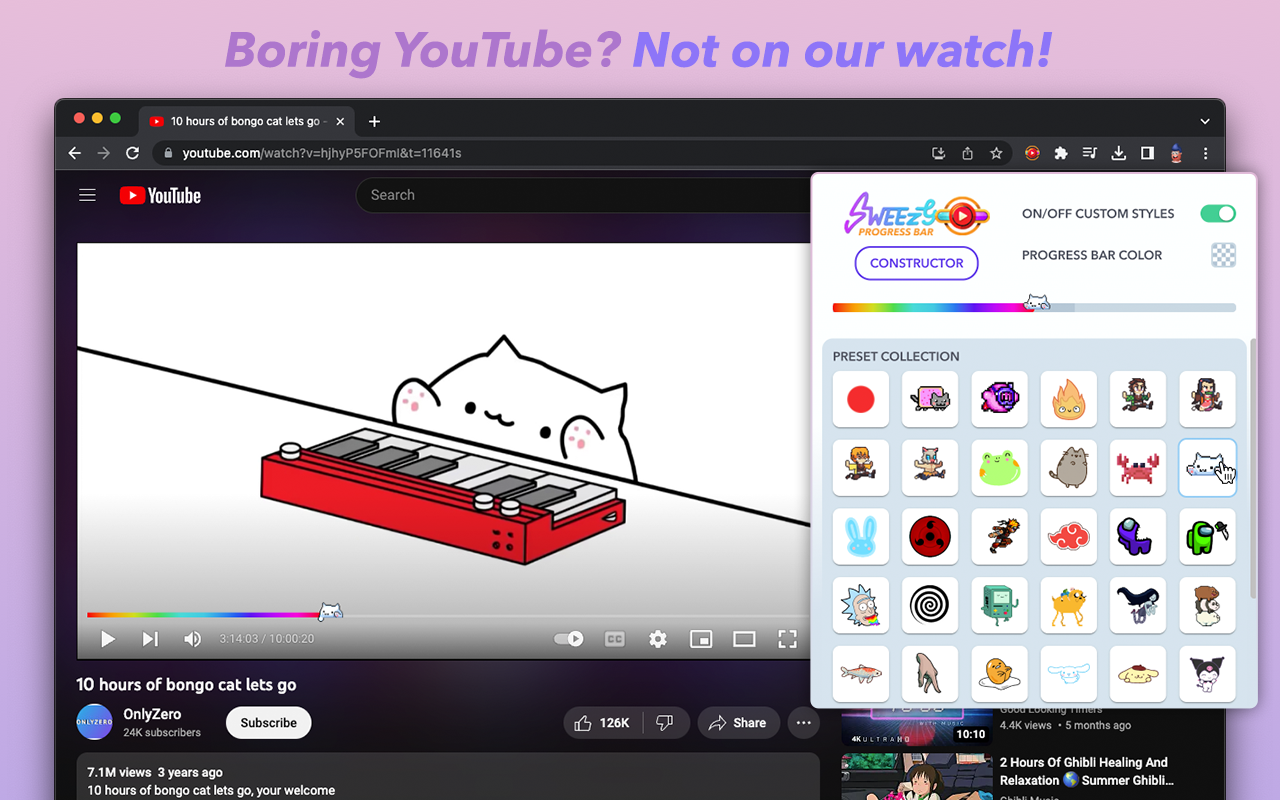 Boring YouTube? Not on our watch!
10 hours of bongo cat lets go -
youtube.com/watch?v=hjhyP5FOFmI&t=11641s
YouTube
Search
SWEEZY
PROGRESS BAR
CONSTRUCTOR
ON/OFF CUSTOM STYLES
PROGRESS BAR COLOR
PRESET COLLECTION
3:14:03 / 10:00:20
CC
10 hours of bongo cat lets go
ONLYZERO
OnlyZero
24K subscribers
Subscribe
126K
Share
7.1M views 3 years ago
10 hours of bongo cat lets go, your welcome
WITH MUSIC
4K ULTRA HD
10:10
Good Looking Timers
4.4K views • 5 months ago
2 Hours Of Ghibli Healing And
Relaxation 🌎 Summer Ghibli...
Ghibli Music